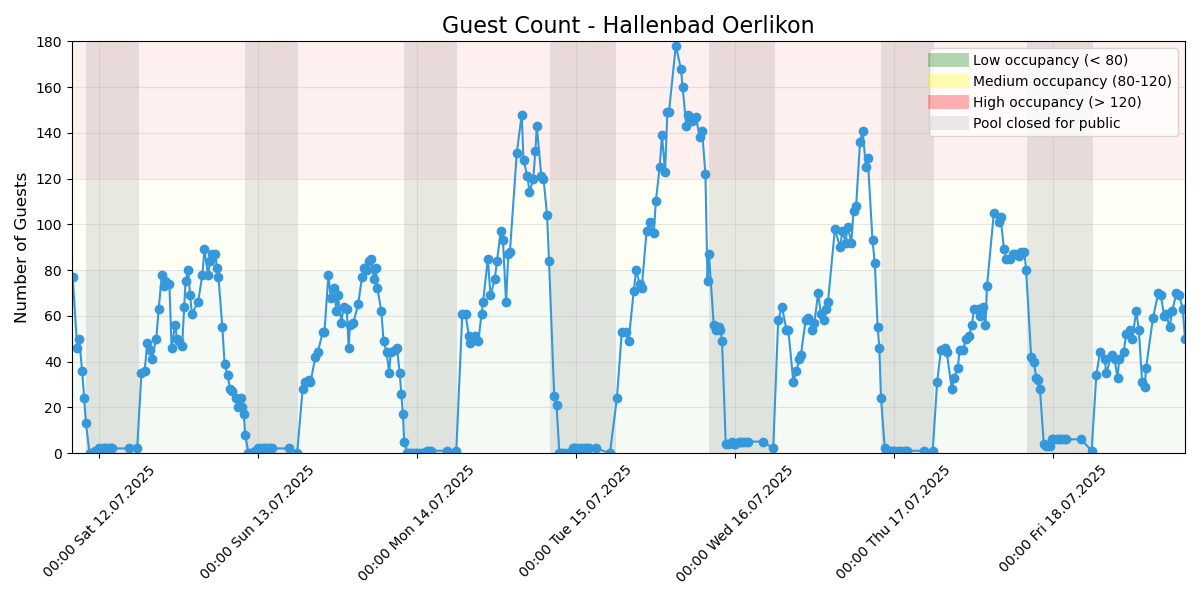 Guest Count - Hallenbad Oerlikon
Low occupancy (< 80)
Medium occupancy (80-120)
High occupancy (> 120)
Pool closed for public
Number of Guests
180
160
140
120
100
80
60
40
20
0
00:00 Sat 12.07.2025
00:00 Sun 13.07.2025
00:00 Mon 14.07.2025
00:00 Tue 15.07.2025
00:00 Wed 16.07.2025
00:00 Thu 17.07.2025
00:00 Fri 18.07.2025